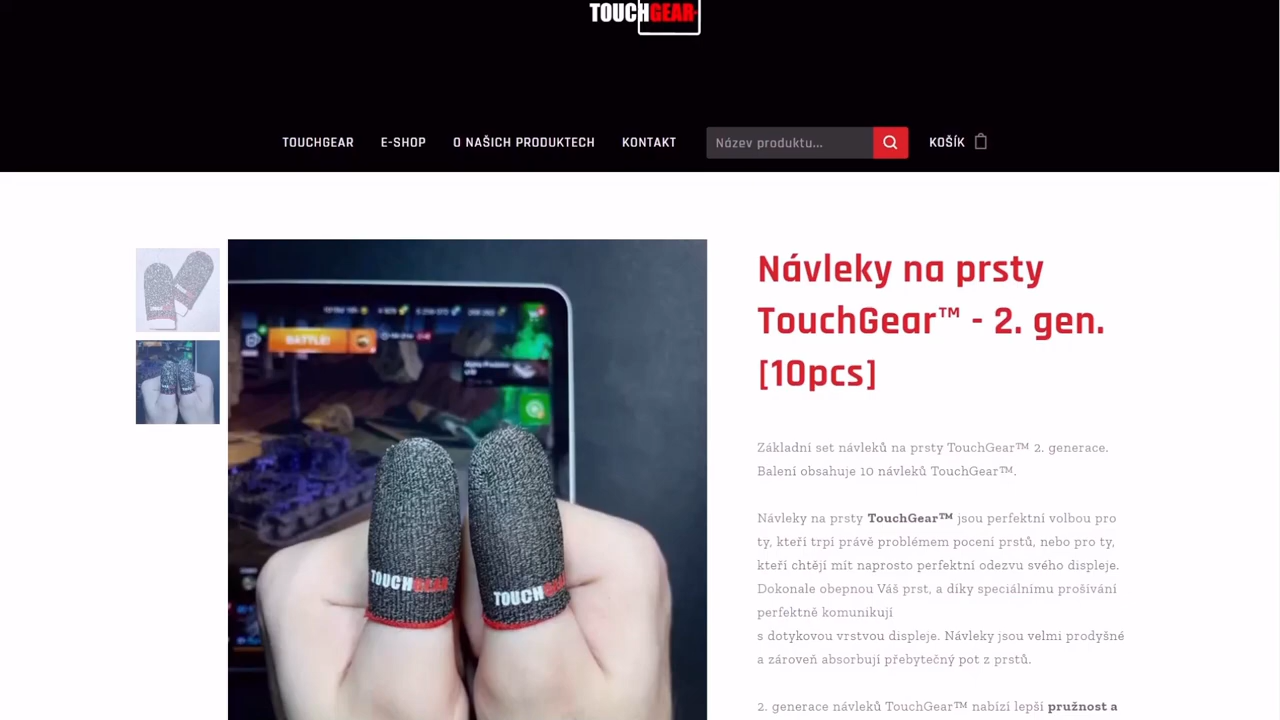 TOUCHGEAR
TOUCHGEAR
E-SHOP
O NAŠICH PRODUKTECH
KONTAKT
Název produktu...
KOŠÍK
BATTLE!
TOUCHGEAR
TOUCHGEAR
Návleky na prsty
TouchGear™ - 2. gen.
[10pcs]
Základní set návleků na prsty TouchGear™ 2. generace.
Balení obsahuje 10 návleků TouchGear™.
Návleky na prsty TouchGear™ jsou perfektní volbou pro
ty, kteří trpí právě problémem pocení prstů, nebo pro ty,
kteří chtějí mít naprosto perfektní odezvu svého displeje.
Dokonale obepnou Váš prst, a díky speciálnímu prošívání
perfektně komunikují
s dotykovou vrstvou displeje. Návleky jsou velmi prodyšné
a zároveň absorbují přebytečný pot z prstů.
2. generace návleků TouchGear™ nabízí lepší pružnost a